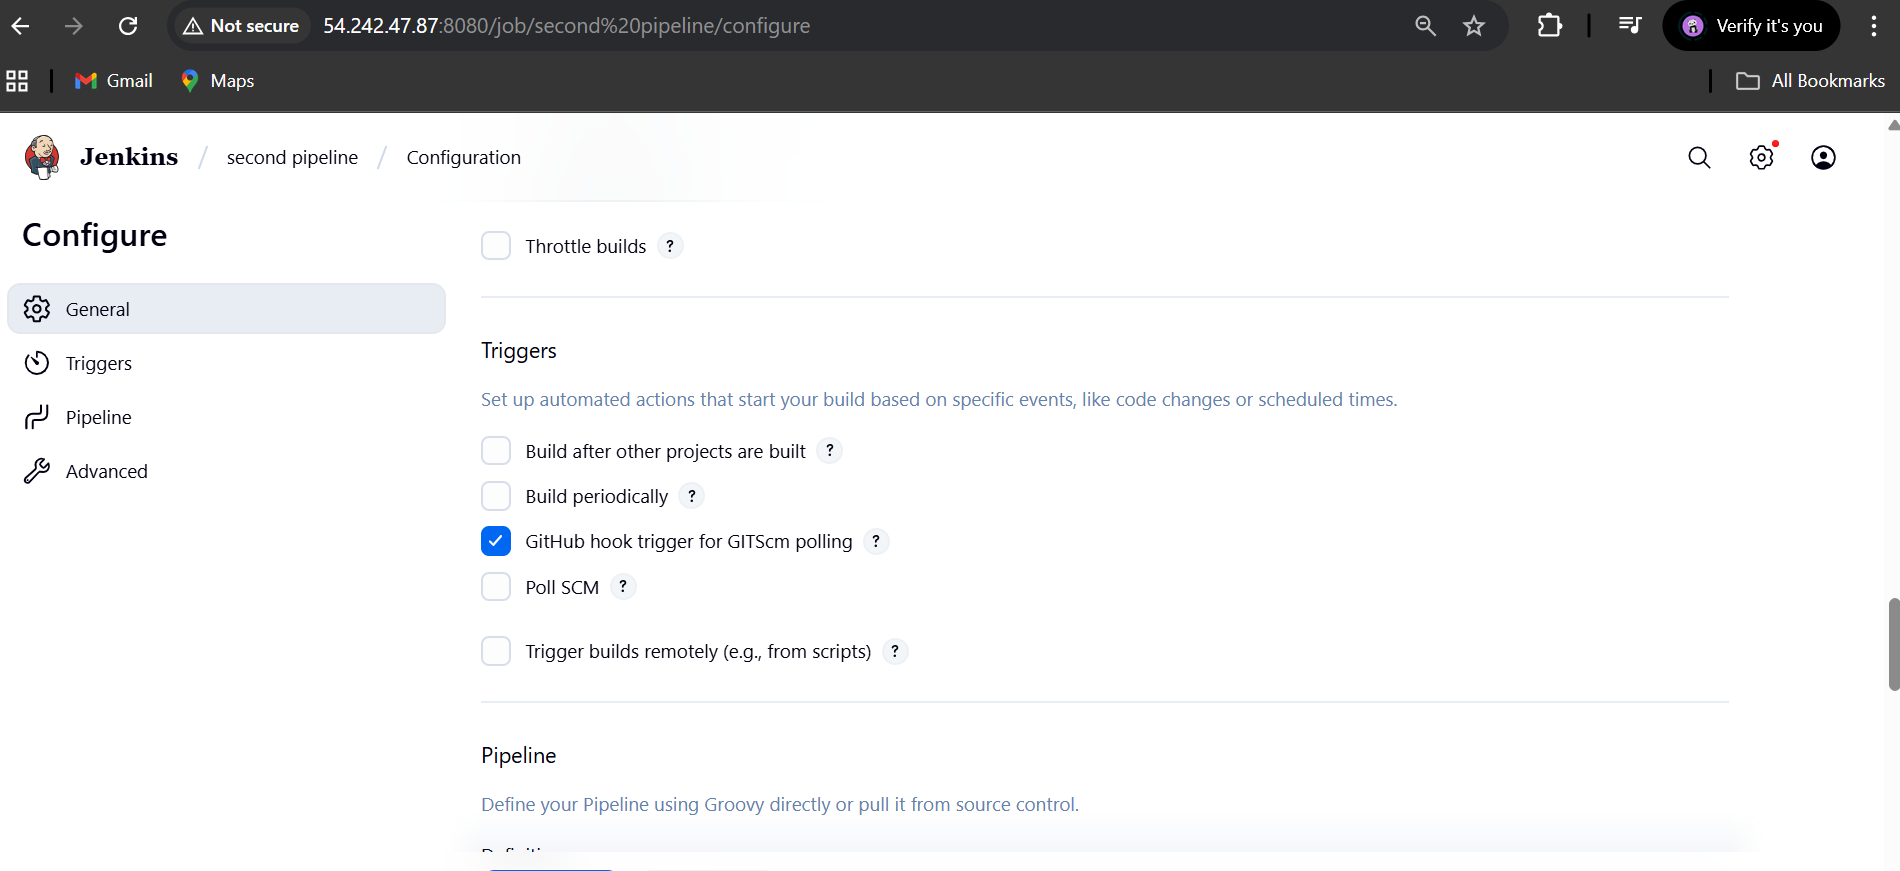 Not secure 54.242.47.87:8080/job/second%20pipeline/configure Verify it's you
Gmail Maps All Bookmarks
Jenkins / second pipeline / Configuration
Configure
General
Triggers
Pipeline
Advanced
Throttle builds ?
Triggers
Set up automated actions that start your build based on specific events, like code changes or scheduled times.
Build after other projects are built ?
Build periodically ?
GitHub hook trigger for GITScm polling ?
Poll SCM ?
Trigger builds remotely (e.g., from scripts) ?
Pipeline
Define your Pipeline using Groovy directly or pull it from source control.